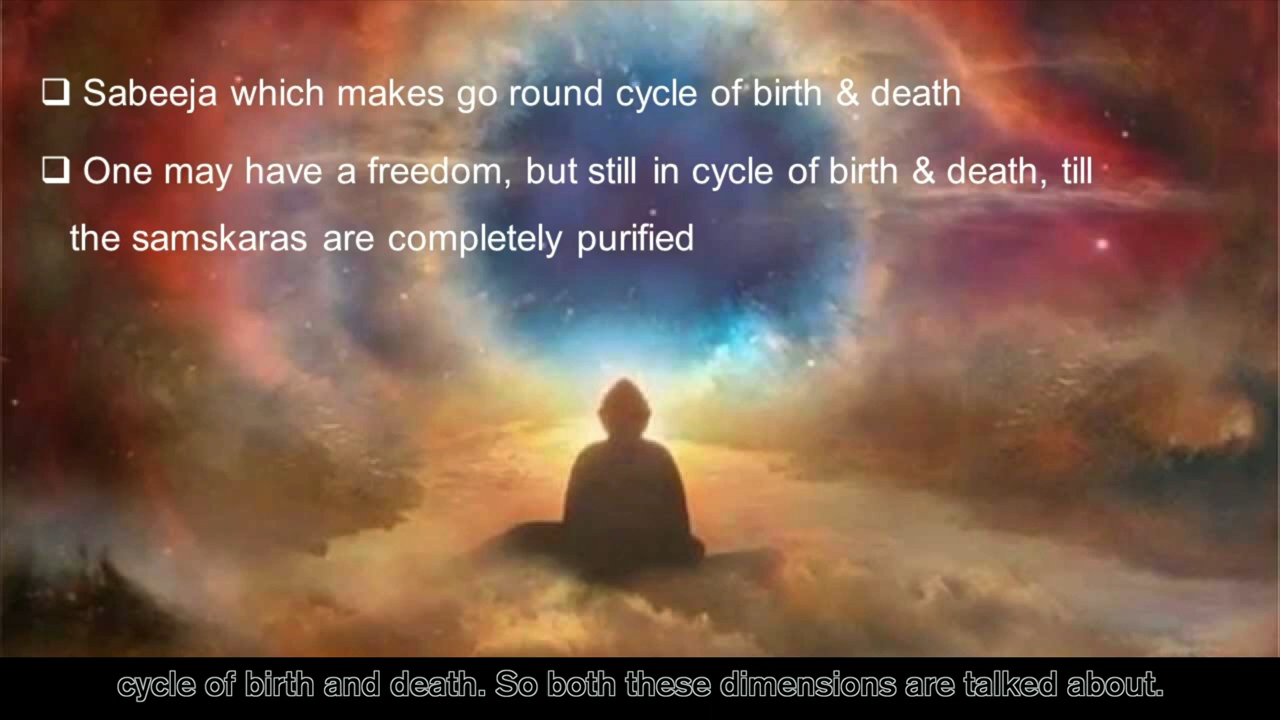 ❑ Sabeeja which makes go round cycle of birth & death
❑ One may have a freedom, but still in cycle of birth & death, till
the samskaras are completely purified
cycle of birth and death. So both these dimensions are talked about.